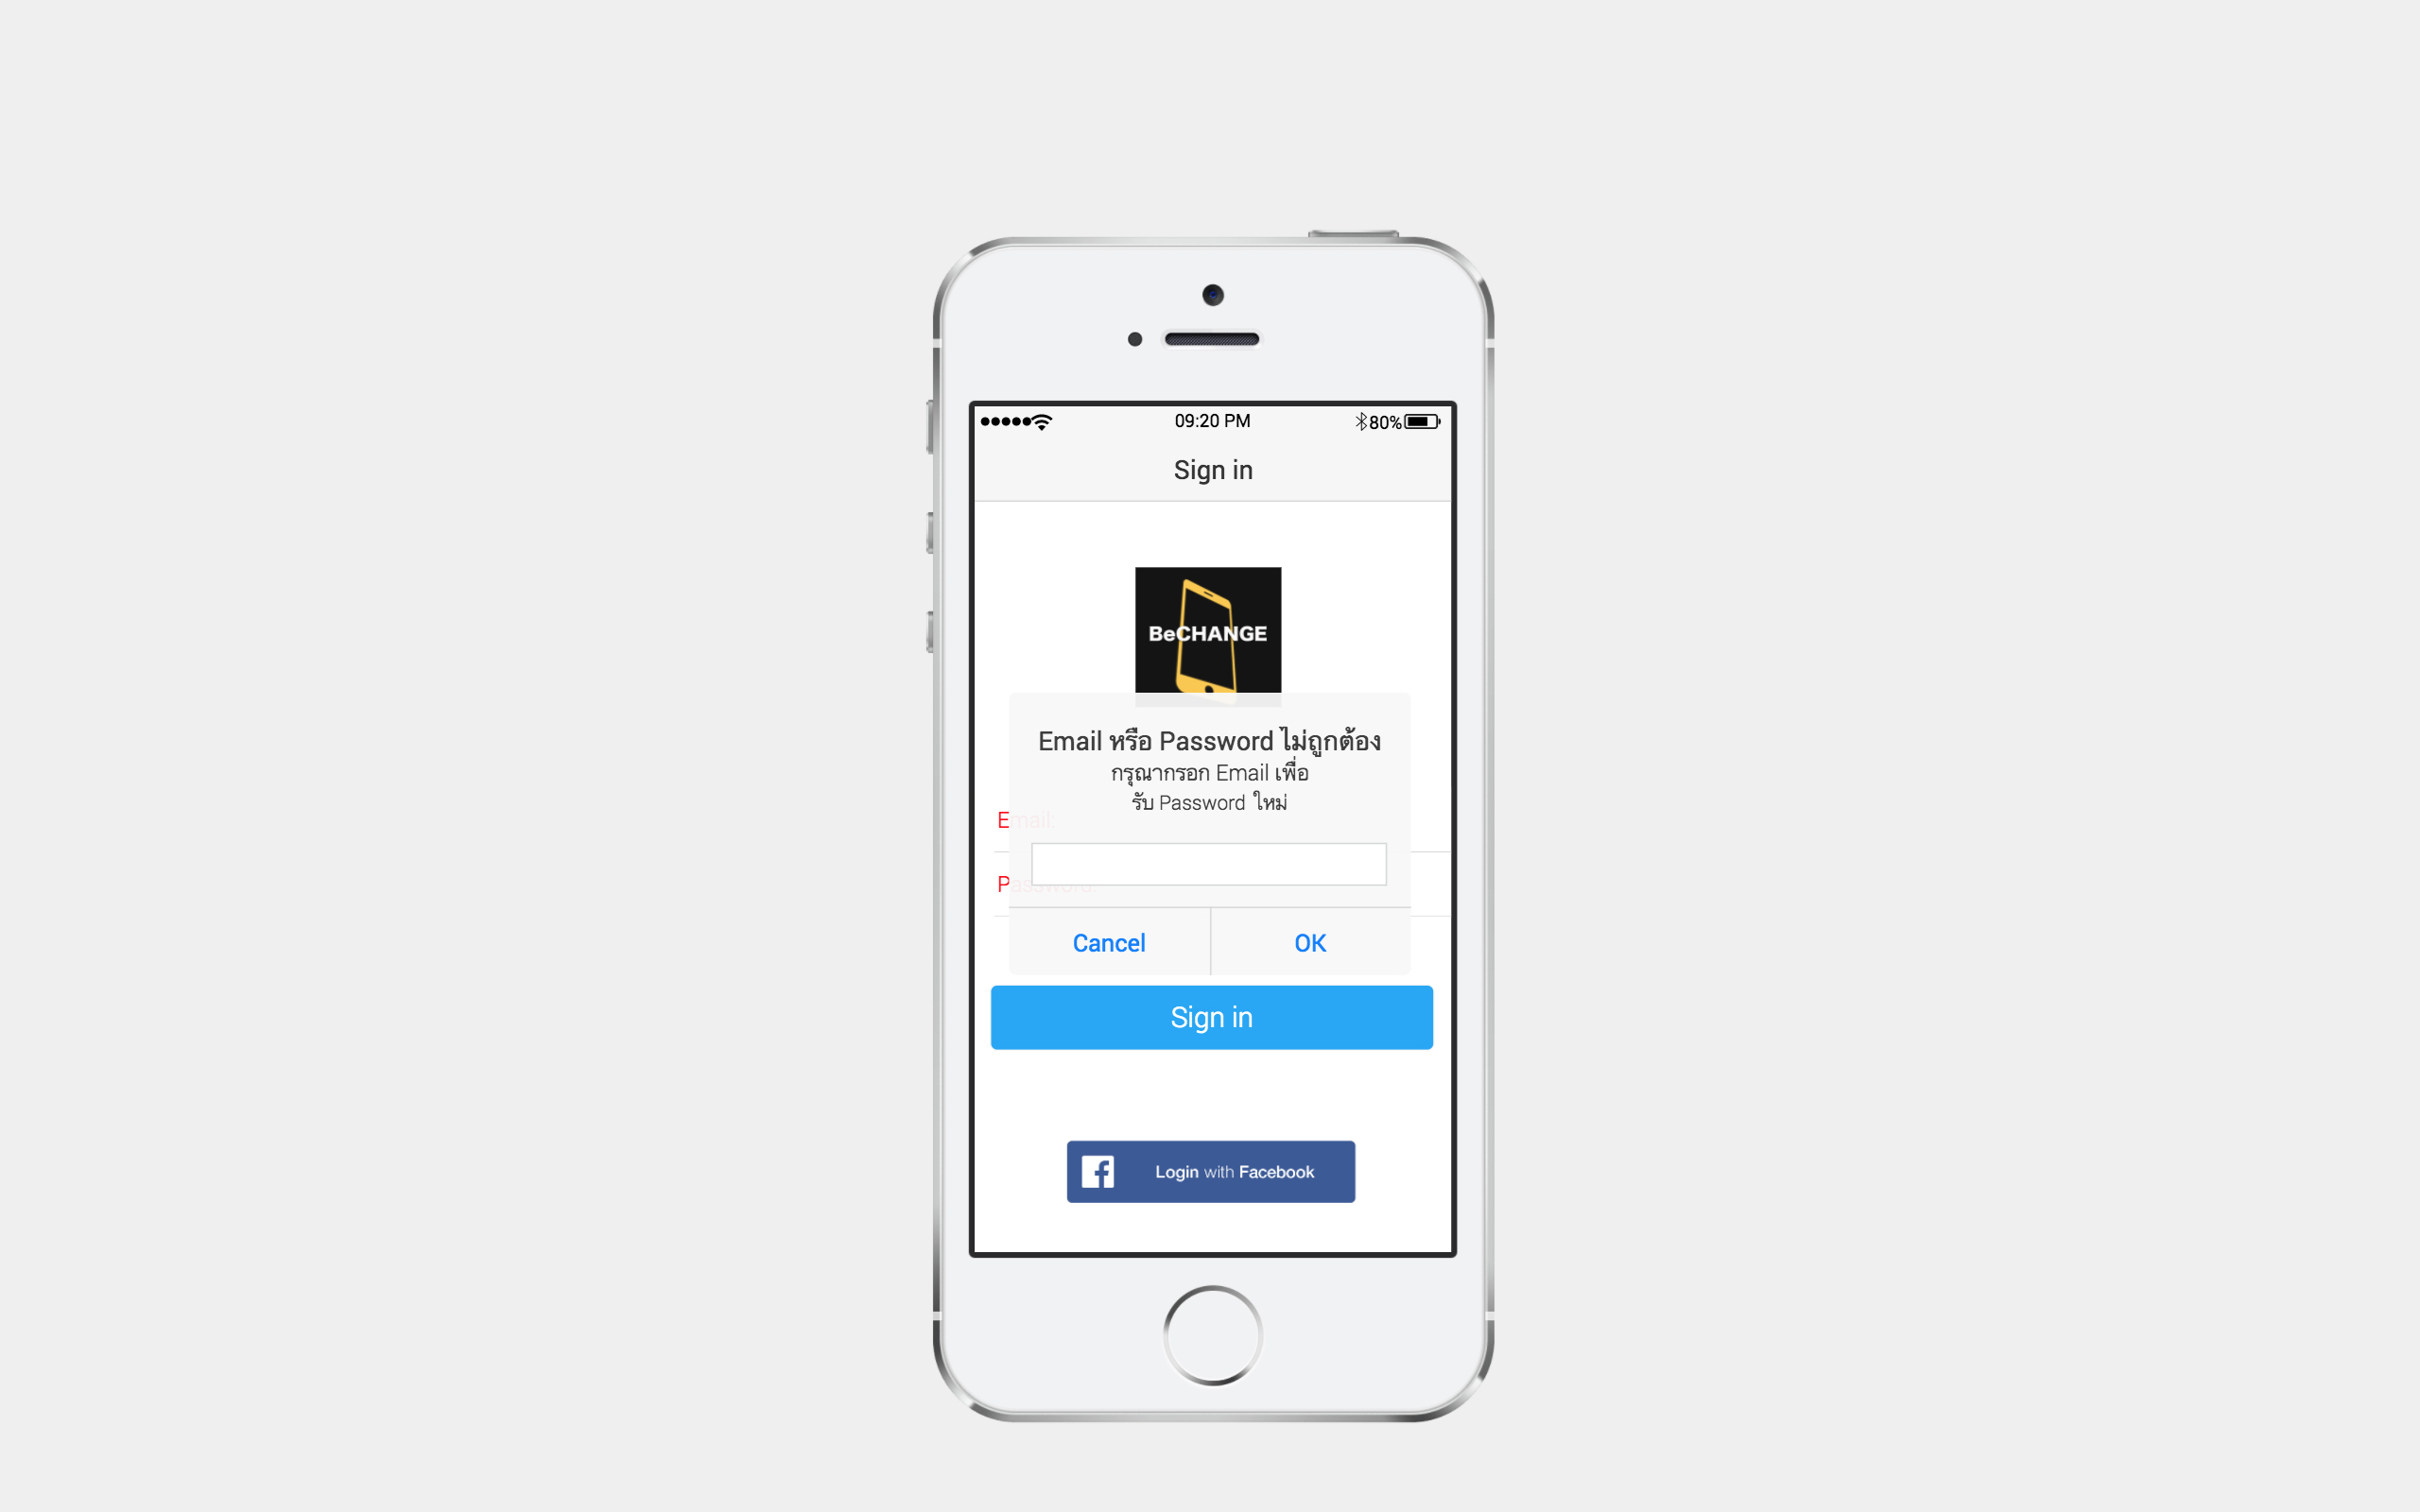 09:20 PM
80%
Sign in
BeCHANGE
Email หรือ Password ไม่ถูกต้อง
กรุณากรอก Email เพื่อ
รับ Password ใหม่
Email:
Password:
Cancel
OK
Sign in
Login with Facebook